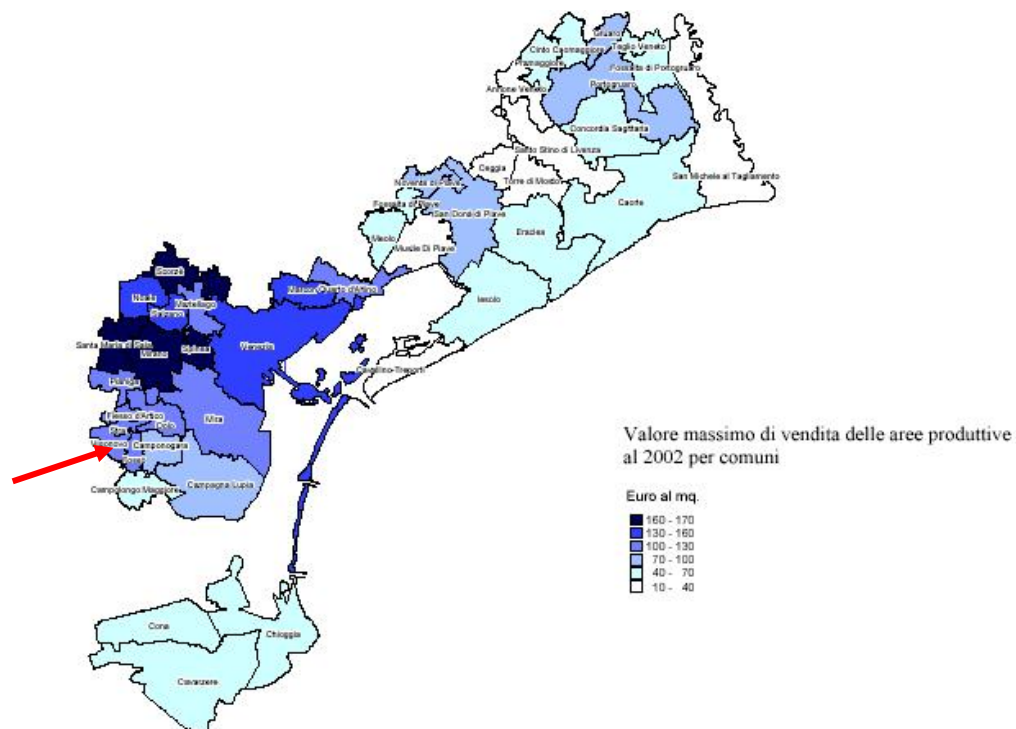 Gruaro
Cinto Caomaggiore
Teglio Veneto
Pramaggiore
Fossalta di Portogruaro
Portogruaro
Annone Veneto
Concordia Sagittaria
Santo Stino di Livenza
Ceggia
San Michele al Tagliamento
Torre di Mosto
Noventa di Piave
Caorle
Fossalta di Piave
San Donà di Piave
Eraclea
Meolo
Musile Di Piave
Scorzè
Iesolo
Marcon
Quarto d'Altino
Noale
Martellago
Salzano
Santa Maria di Sala
Mirano
Spinea
Venezia
Cavallino-Treporti
Pianiga
Fiesso d'Artico
Mira
Stra
Dolo
Vigonovo
Camponogara
Fossò
Campagna Lupia
Campolongo Maggiore
Valore massimo di vendita delle aree produttive
al 2002 per comuni
Euro al mq.
160 - 170
130 - 160
100 - 130
70 - 100
40 - 70
10 - 40
Cona
Chioggia
Cavarzere